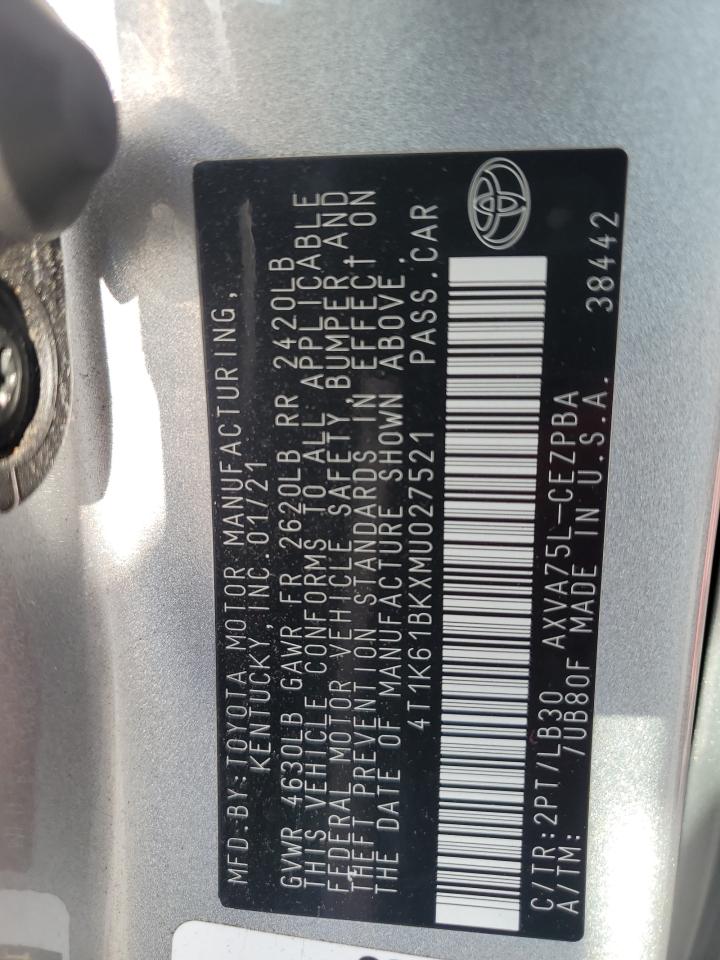 MFD.BY:TOYOTA MOTOR MANUFACTURING,
KENTUCKY INC.01/21
GVWR 4630LB GAWR FR 2620LB RR 2420LB
THIS VEHICLE CONFORMS TO ALL APPLICABLE
FEDERAL MOTOR VEHICLE SAFETY,BUMPER AND
THEFT PREVENTION STANDARDS IN EFFECT ON
THE DATE OF MANUFACTURE SHOWN ABOVE.
4T1K61BKXMU027521 PASS.CAR
C/TR:2PT/LB30 AXVA75L-CEZPBA
A/TM: 7UB80F MADE IN U.S.A. 38442